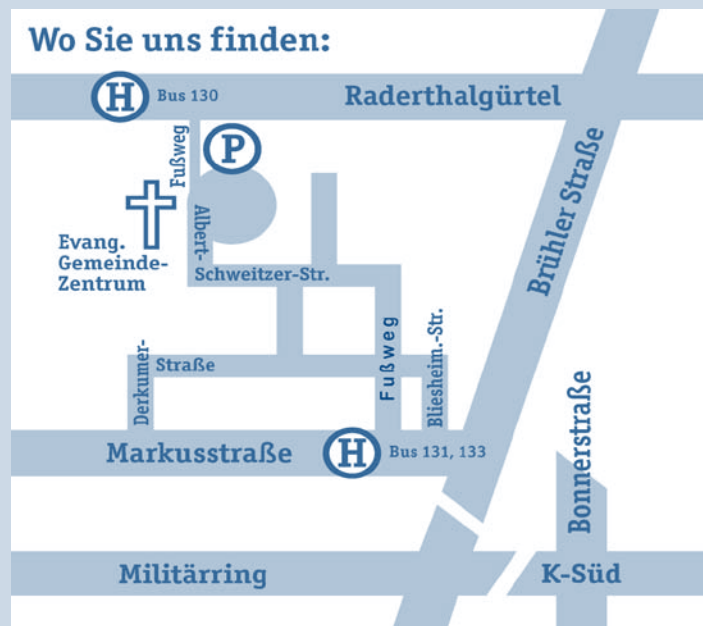 Wo Sie uns finden:
H Bus 130
Raderthalgürtel
Fußweg
P
Evang.
Gemeinde-
Zentrum
Albert-
Schweitzer-Str.
Brühler Straße
Derkumer-
Straße
Fußweg
Bliesheim.-Str.
Bonnerstraße
Markusstraße
H Bus 131, 133
Militärring
K-Süd